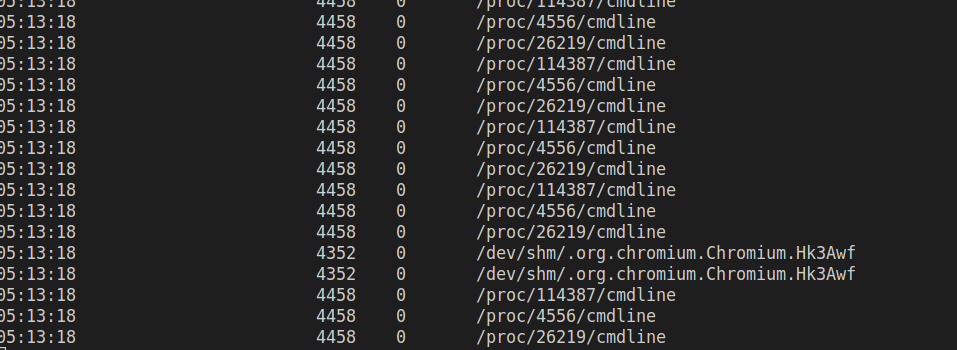 05:13:18 4458 0 /proc/114387/cmdline
05:13:18 4458 0 /proc/4556/cmdline
05:13:18 4458 0 /proc/26219/cmdline
05:13:18 4458 0 /proc/114387/cmdline
05:13:18 4458 0 /proc/4556/cmdline
05:13:18 4458 0 /proc/26219/cmdline
05:13:18 4458 0 /proc/114387/cmdline
05:13:18 4458 0 /proc/4556/cmdline
05:13:18 4458 0 /proc/26219/cmdline
05:13:18 4458 0 /proc/114387/cmdline
05:13:18 4458 0 /proc/4556/cmdline
05:13:18 4458 0 /proc/26219/cmdline
05:13:18 4352 0 /dev/shm/.org.chromium.Chromium.Hk3Awf
05:13:18 4352 0 /dev/shm/.org.chromium.Chromium.Hk3Awf
05:13:18 4458 0 /proc/114387/cmdline
05:13:18 4458 0 /proc/4556/cmdline
05:13:18 4458 0 /proc/26219/cmdline